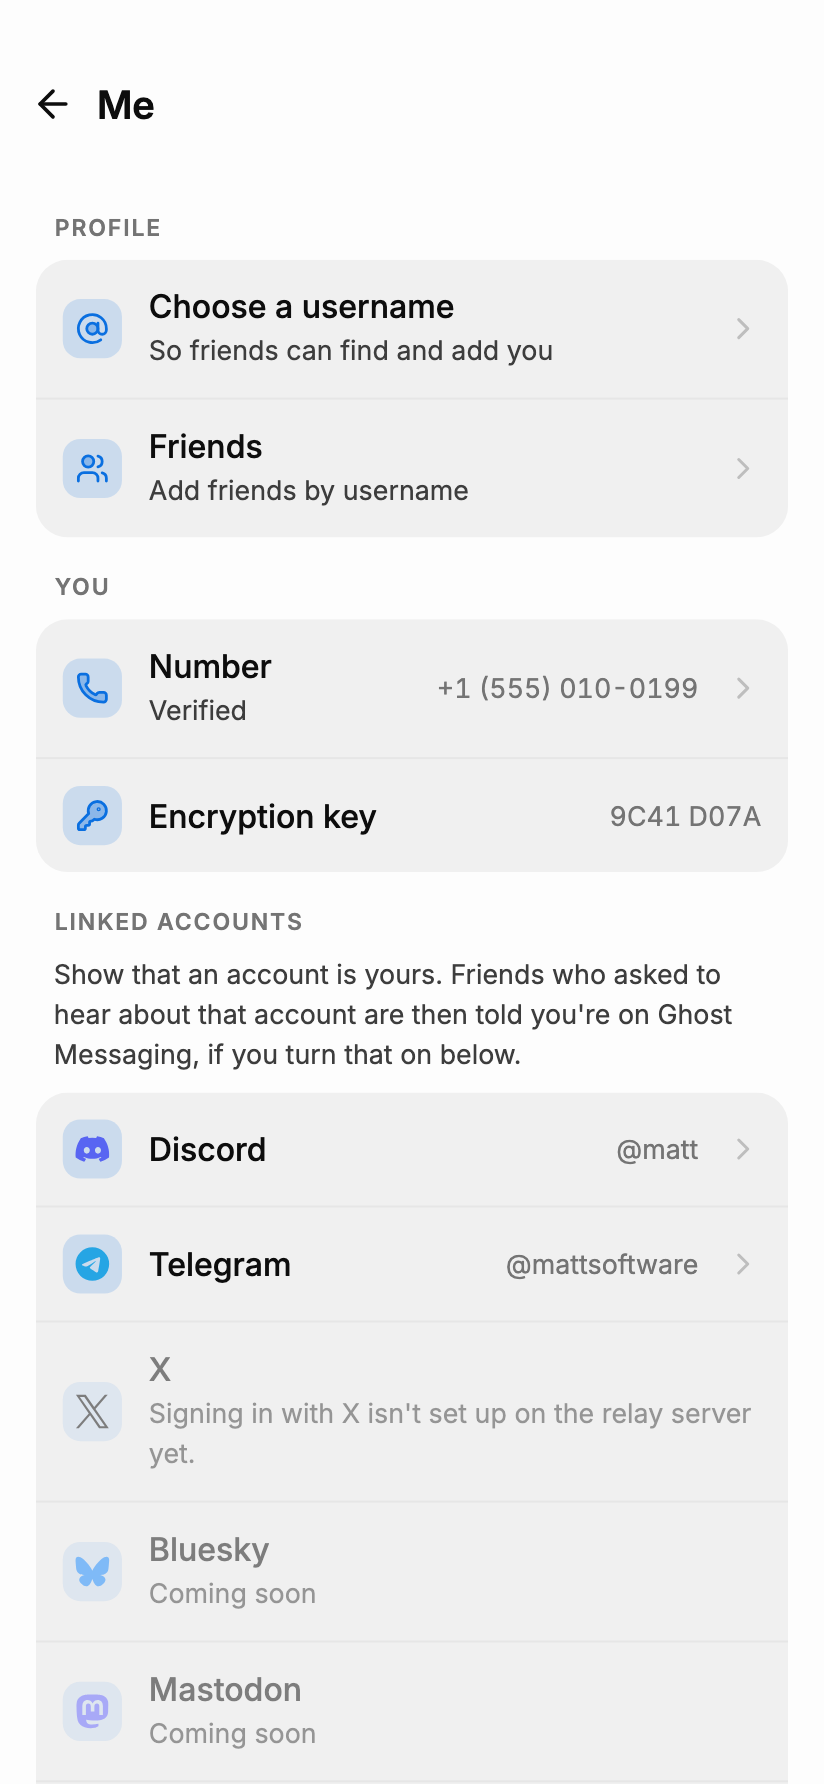 Me
PROFILE
Choose a username
So friends can find and add you
Friends
Add friends by username
YOU
Number
Verified
+1 (555) 010-0199
Encryption key
9C41 D07A
LINKED ACCOUNTS
Show that an account is yours. Friends who asked to
hear about that account are then told you're on Ghost
Messaging, if you turn that on below.
Discord
@matt
Telegram
@mattsoftware
X
Signing in with X isn't set up on the relay server
yet.
Bluesky
Coming soon
Mastodon
Coming soon